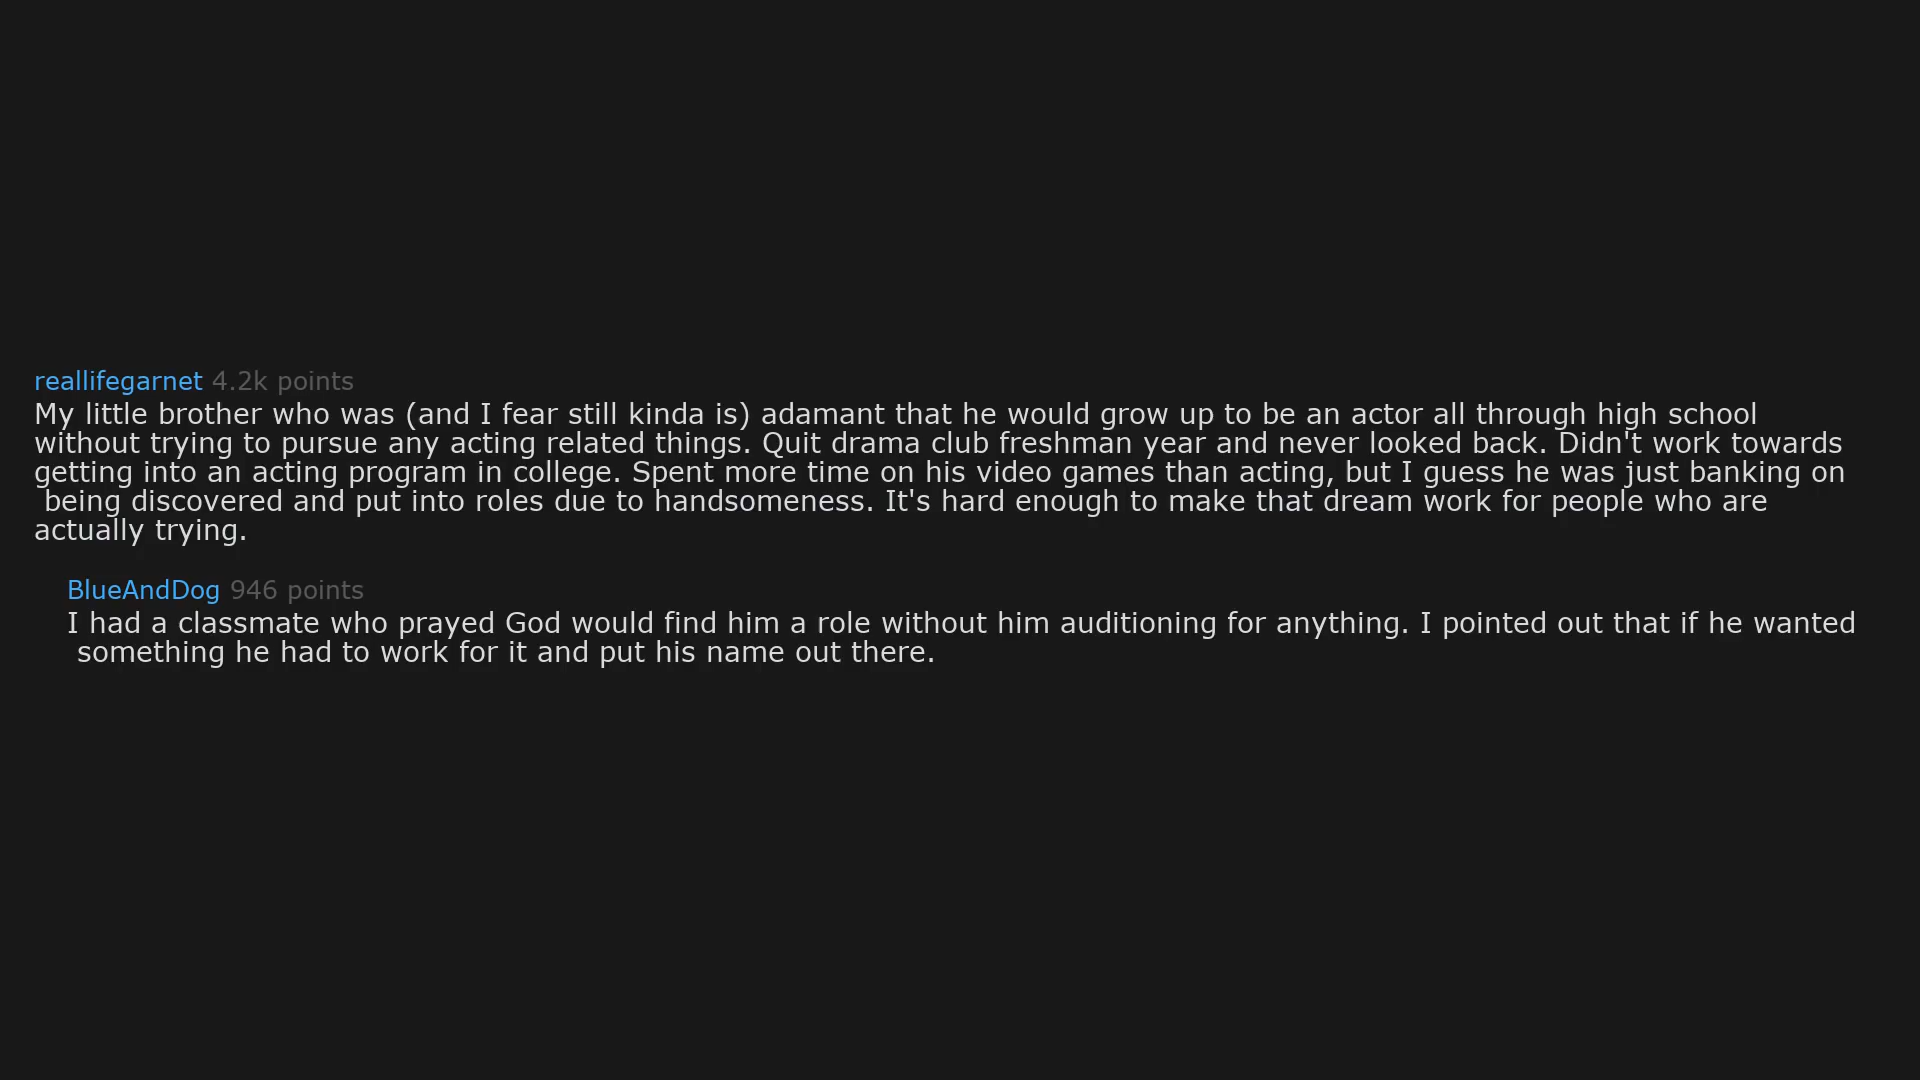 reallifegarnet 4.2k points
My little brother who was (and I fear still kinda is) adamant that he would grow up to be an actor all through high school
without trying to pursue any acting related things. Quit drama club freshman year and never looked back. Didn't work towards
getting into an acting program in college. Spent more time on his video games than acting, but I guess he was just banking on
being discovered and put into roles due to handsomeness. It's hard enough to make that dream work for people who are
actually trying.
BlueAndDog 946 points
I had a classmate who prayed God would find him a role without him auditioning for anything. I pointed out that if he wanted
something he had to work for it and put his name out there.